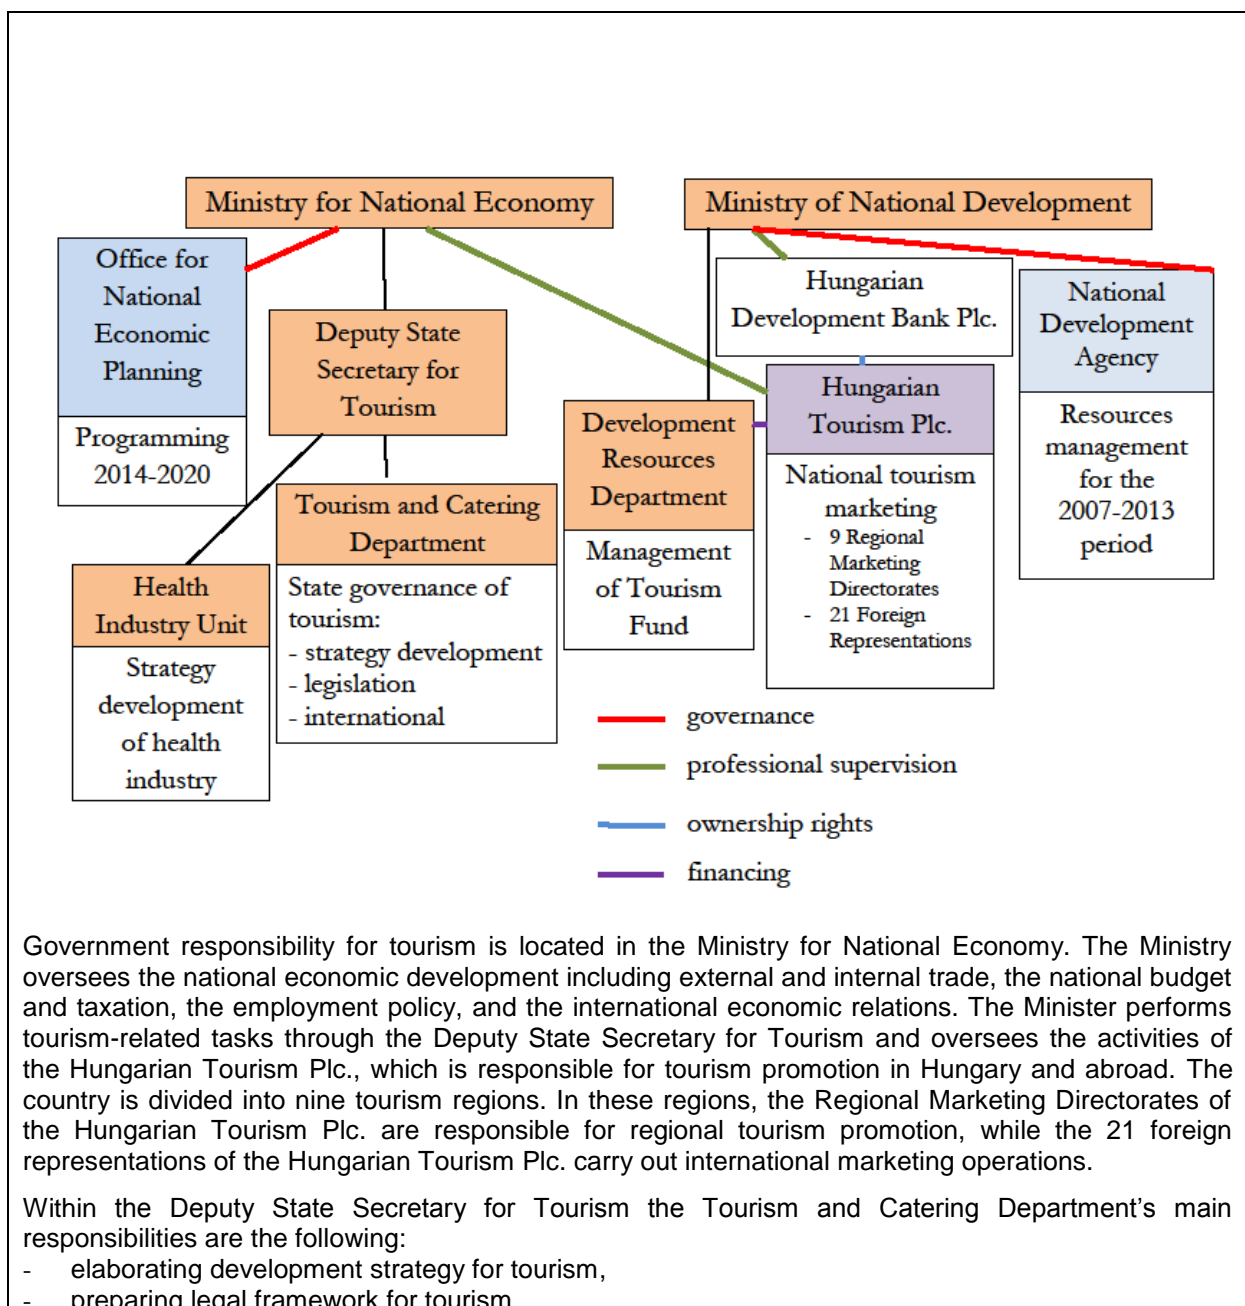 Ministry for National Economy
Ministry of National Development
Office for
National
Economic
Planning
Programming
2014-2020
Deputy State
Secretary for
Tourism
Hungarian
Development Bank Plc.
National
Development
Agency
Resources
management
for the
2007-2013
period
Development
Resources
Department
Management
of Tourism
Fund
Hungarian
Tourism Plc.
National tourism
marketing
- 9 Regional
Marketing
Directorates
- 21 Foreign
Representations
Tourism and Catering
Department
State governance of
tourism:
- strategy development
- legislation
- international
Health
Industry Unit
Strategy
development
of health
industry
governance
professional supervision
ownership rights
financing
Government responsibility for tourism is located in the Ministry for National Economy. The Ministry
oversees the national economic development including external and internal trade, the national budget
and taxation, the employment policy, and the international economic relations. The Minister performs
tourism-related tasks through the Deputy State Secretary for Tourism and oversees the activities of
the Hungarian Tourism Plc., which is responsible for tourism promotion in Hungary and abroad. The
country is divided into nine tourism regions. In these regions, the Regional Marketing Directorates of
the Hungarian Tourism Plc. are responsible for regional tourism promotion, while the 21 foreign
representations of the Hungarian Tourism Plc. carry out international marketing operations.
Within the Deputy State Secretary for Tourism the Tourism and Catering Department’s main
responsibilities are the following:
- elaborating development strategy for tourism,
- preparing legal framework for tourism